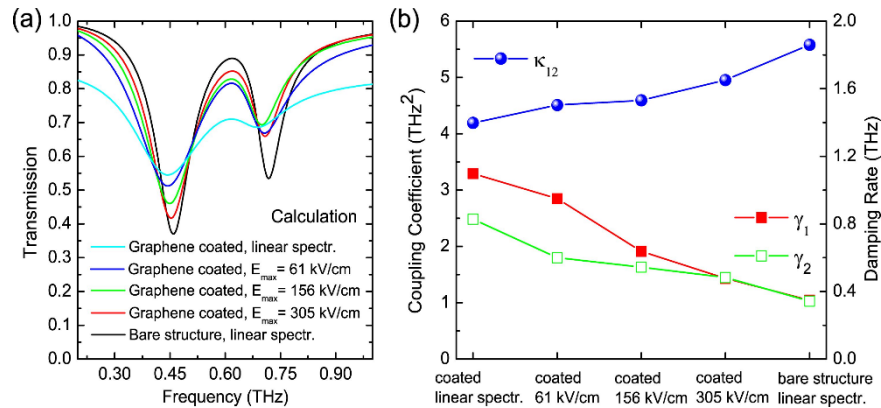 (a)
1.0
0.9
0.8
0.7
0.6
0.5
0.4
0.3
0.2
0.1
0.0
Transmission
Calculation
Graphene coated, linear spectr.
Graphene coated, Emax= 61 kV/cm
Graphene coated, Emax= 156 kV/cm
Graphene coated, Emax= 305 kV/cm
Bare structure, linear spectr.
0.30 0.45 0.60 0.75 0.90
Frequency (THz)
(b)
6
5
4
3
2
1
0
Coupling Coefficient (THz²)
κ12
γ1
γ2
2.0
1.6
1.2
0.8
0.4
0.0
Damping Rate (THz)
coated coated coated coated bare structure
linear spectr. 61 kV/cm 156 kV/cm 305 kV/cm linear spectr.